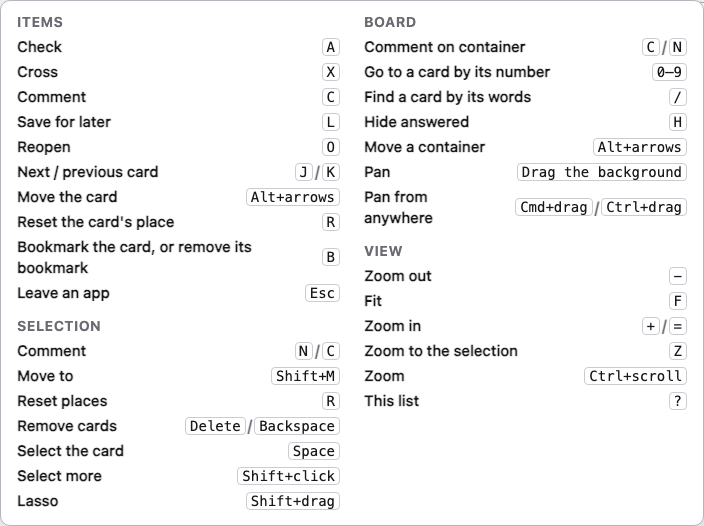 ITEMS
Check A
Cross X
Comment C
Save for later L
Reopen O
Next / previous card J / K
Move the card Alt+arrows
Reset the card's place R
Bookmark the card, or remove its
bookmark B
Leave an app Esc
SELECTION
Comment N / C
Move to Shift+M
Reset places R
Remove cards Delete / Backspace
Select the card Space
Select more Shift+click
Lasso Shift+drag
BOARD
Comment on container C / N
Go to a card by its number 0–9
Find a card by its words /
Hide answered H
Move a container Alt+arrows
Pan Drag the background
Pan from
anywhere Cmd+drag / Ctrl+drag
VIEW
Zoom out −
Fit F
Zoom in + / =
Zoom to the selection Z
Zoom Ctrl+scroll
This list ?